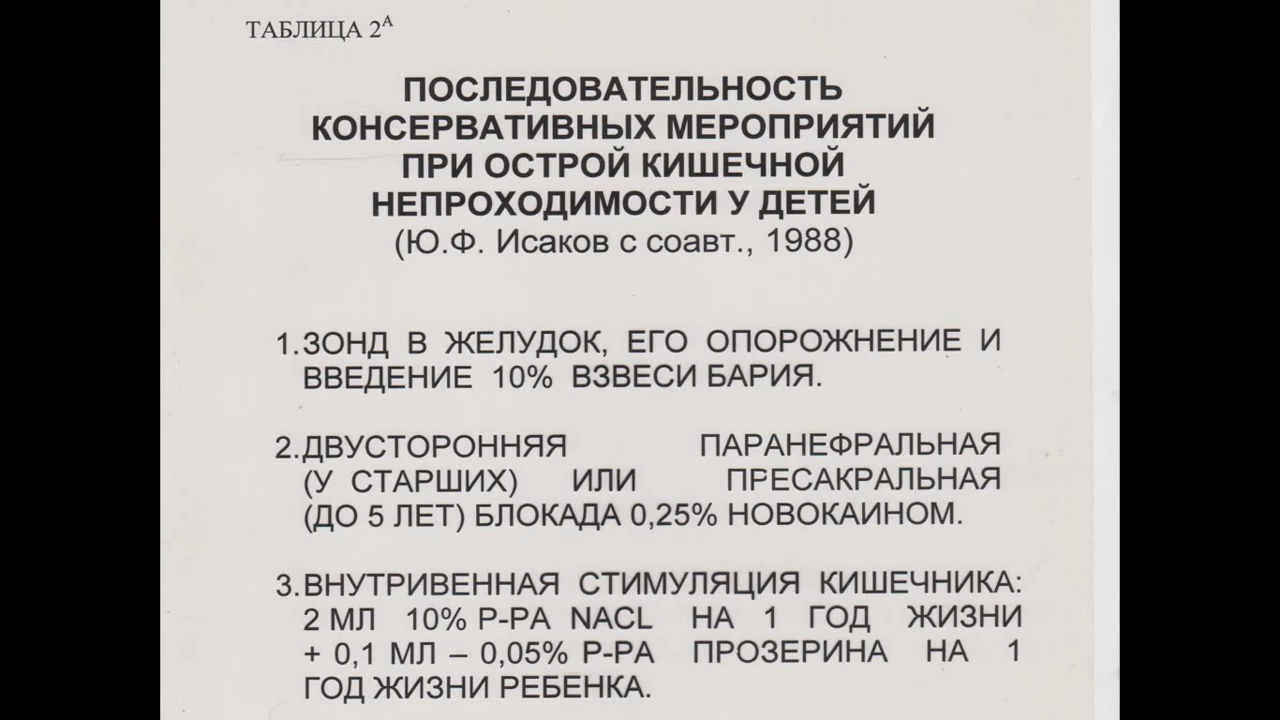 ТАБЛИЦА 2А
ПОСЛЕДОВАТЕЛЬНОСТЬ
КОНСЕРВАТИВНЫХ МЕРОПРИЯТИЙ
ПРИ ОСТРОЙ КИШЕЧНОЙ
НЕПРОХОДИМОСТИ У ДЕТЕЙ
(Ю.Ф. Исаков с соавт., 1988)
1. ЗОНД В ЖЕЛУДОК, ЕГО ОПОРОЖНЕНИЕ И
ВВЕДЕНИЕ 10% ВЗВЕСИ БАРИЯ.
2. ДВУСТОРОННЯЯ ПАРАНЕФРАЛЬНАЯ
(У СТАРШИХ) ИЛИ ПРЕСАКРАЛЬНАЯ
(ДО 5 ЛЕТ) БЛОКАДА 0,25% НОВОКАИНОМ.
3. ВНУТРИВЕННАЯ СТИМУЛЯЦИЯ КИШЕЧНИКА:
2 МЛ 10% Р-РА NACL НА 1 ГОД ЖИЗНИ
+ 0,1 МЛ – 0,05% Р-РА ПРОЗЕРИНА НА 1
ГОД ЖИЗНИ РЕБЕНКА.